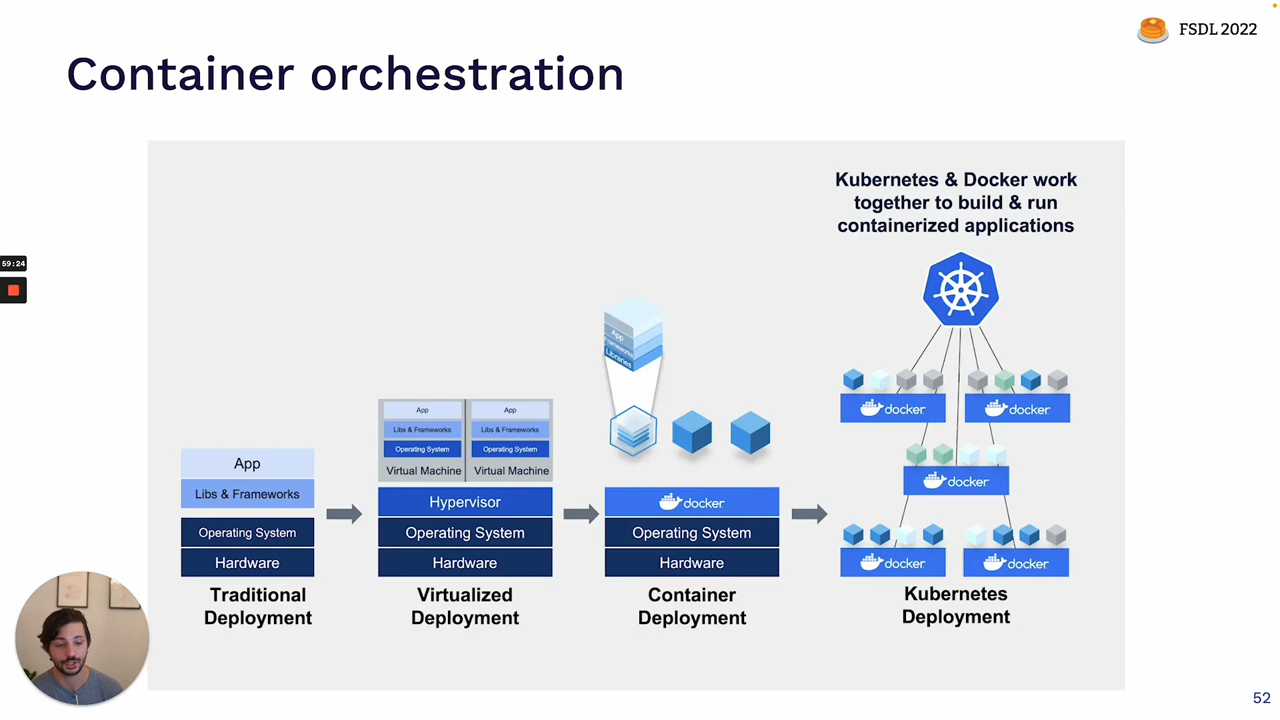 FSDL 2022
Container orchestration
Kubernetes & Docker work
together to build & run
containerized applications
59:24
App
Frameworks
Libraries
docker
docker
App
App
Libs & Frameworks
Libs & Frameworks
Operating System
Operating System
Virtual Machine
Virtual Machine
docker
App
Libs & Frameworks
Operating System
Hardware
Hypervisor
Operating System
Hardware
docker
Operating System
Hardware
docker
docker
Traditional
Deployment
Virtualized
Deployment
Container
Deployment
Kubernetes
Deployment
52